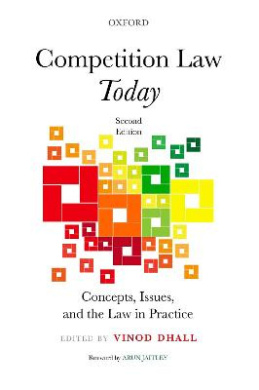 OXFORD
Competition Law
Today
Second
Edition
Concepts, Issues,
and the Law in Practice
EDITED BY VINOD DHALL
Foreword by ARUN JAITLEY